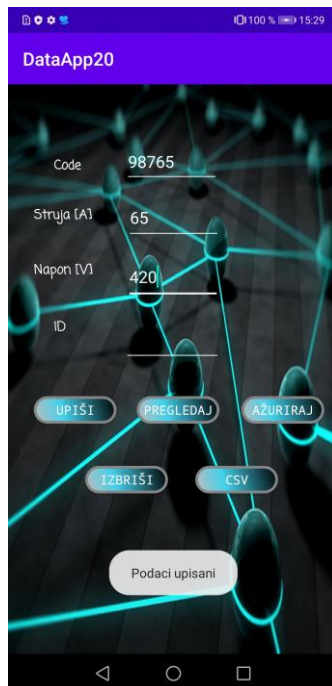 100 % 15:29
DataApp20
Code 98765
Struja [A] 65
Napon [V] 420
ID
UPIŠI PREGLEDAJ AŽURIRAJ
IZBRIŠI CSV
Podaci upisani